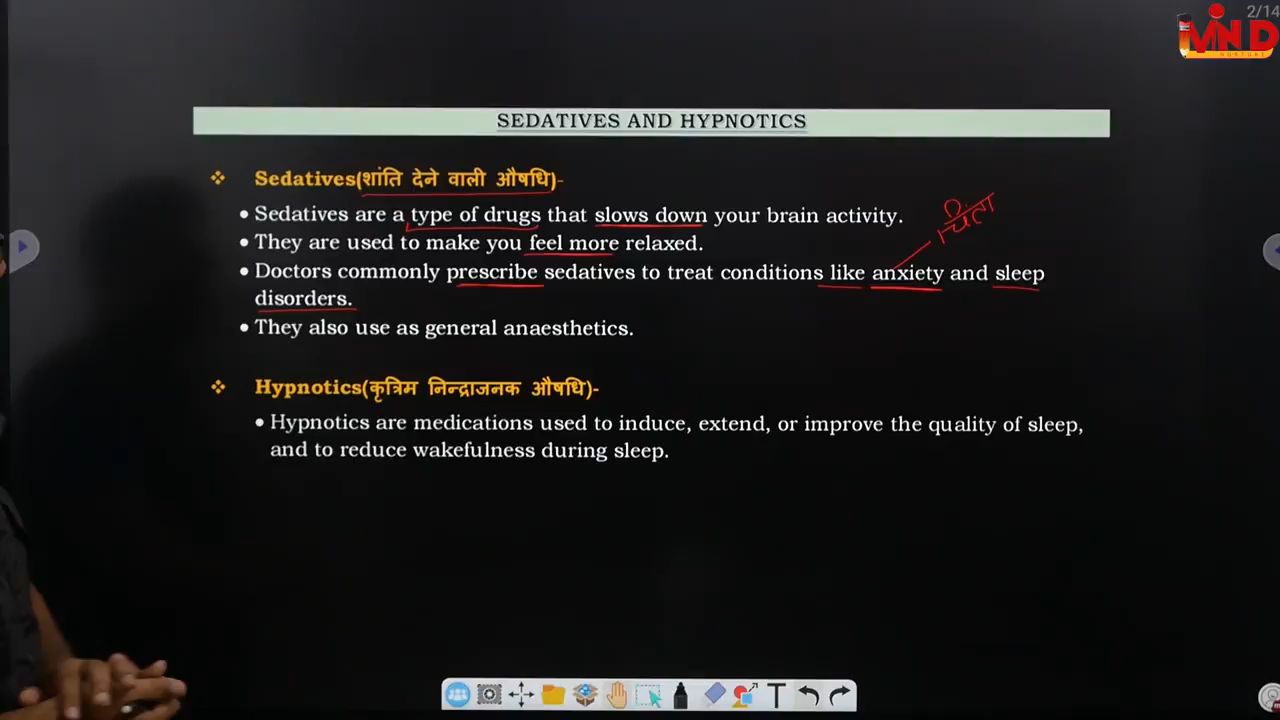 2/14
MIND
NURTURE
SEDATIVES AND HYPNOTICS
❖ Sedatives(शांति देने वाली औषधि)-
• Sedatives are a type of drugs that slows down your brain activity.
• They are used to make you feel more relaxed.
• Doctors commonly prescribe sedatives to treat conditions like anxiety and sleep
disorders.
• They also use as general anaesthetics.
❖ Hypnotics(कृत्रिम निन्द्राजनक औषधि)-
• Hypnotics are medications used to induce, extend, or improve the quality of sleep,
and to reduce wakefulness during sleep.
T